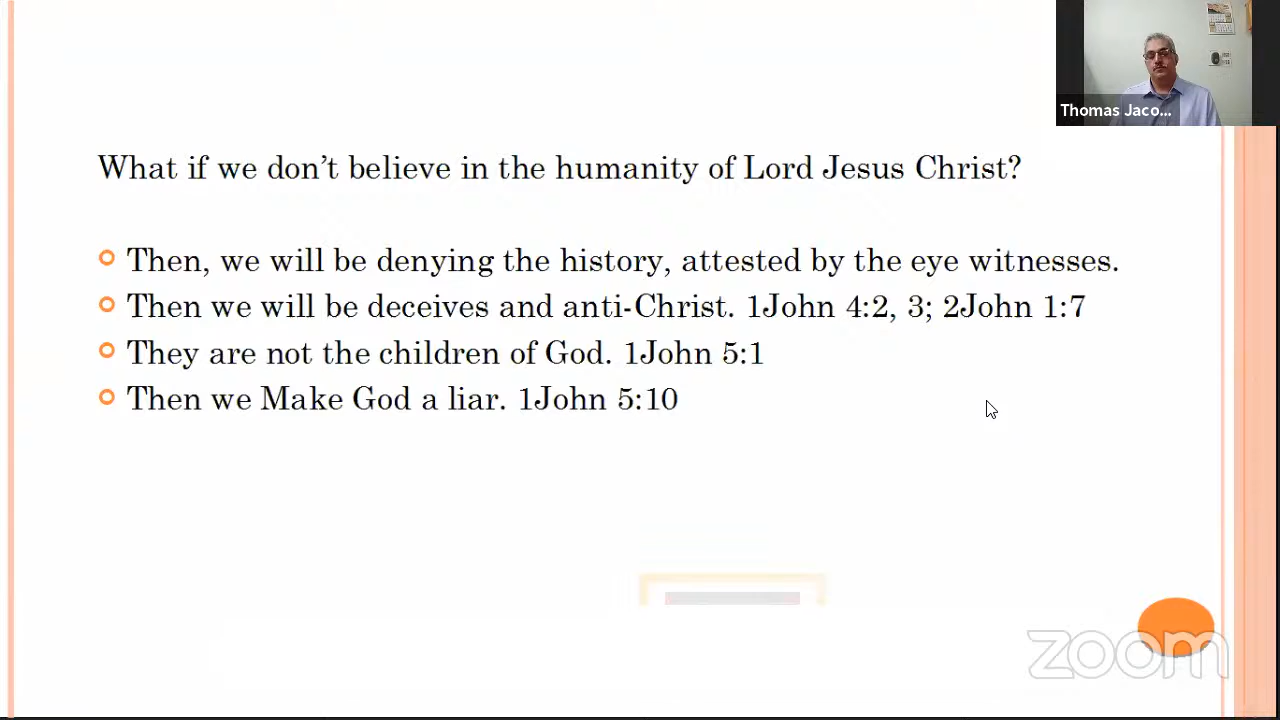 Thomas Jaco...
What if we don't believe in the humanity of Lord Jesus Christ?
Then, we will be denying the history, attested by the eye witnesses.
Then we will be deceives and anti-Christ. 1John 4:2, 3; 2John 1:7
They are not the children of God. 1John 5:1
Then we Make God a liar. 1John 5:10
zoom